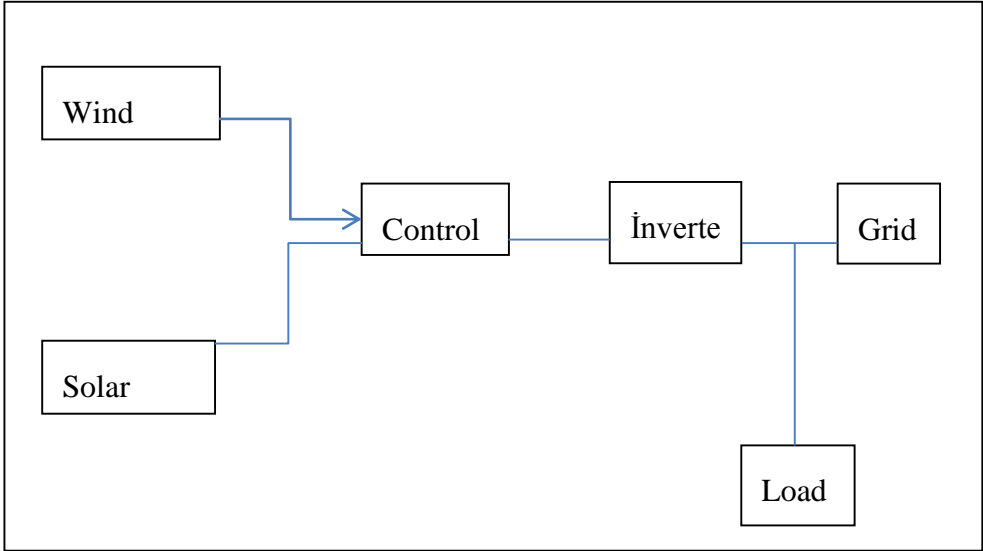 Wind
Control
İnverte
Grid
Solar
Load